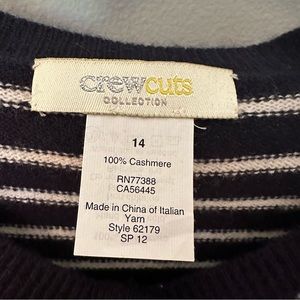 crewcuts
COLLECTION
14
100% Cashmere
RN77388
CA56445
Made in China of Italian
Yarn
Style 62179
SP 12